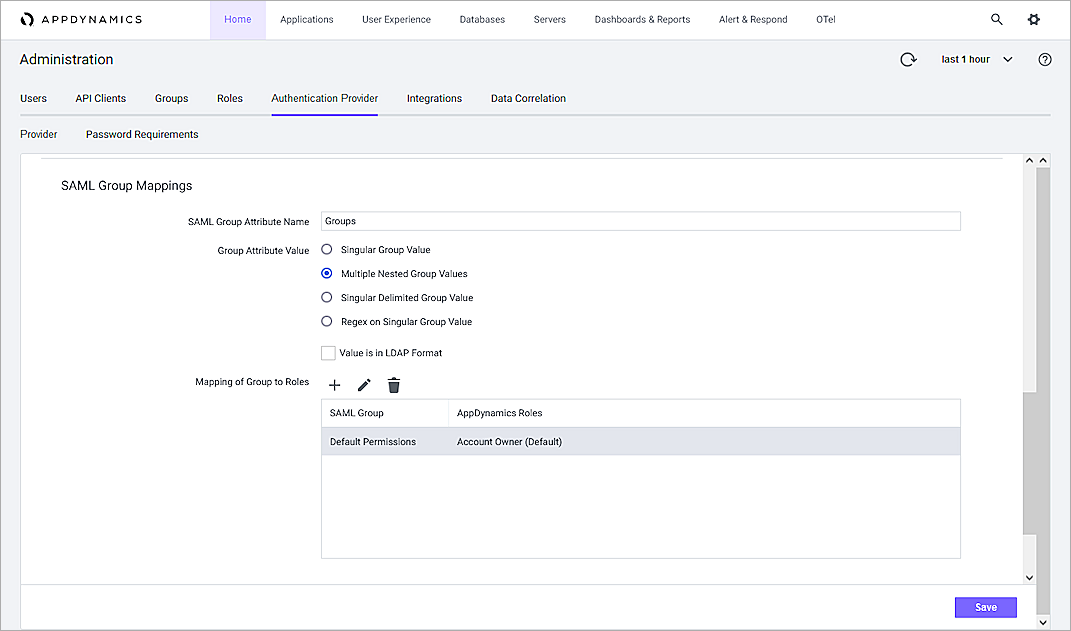 APPDYNAMICS Home Applications User Experience Databases Servers Dashboards & Reports Alert & Respond OTel
Administration last 1 hour
Users API Clients Groups Roles Authentication Provider Integrations Data Correlation
Provider Password Requirements
SAML Group Mappings
SAML Group Attribute Name Groups
Group Attribute Value Singular Group Value
Multiple Nested Group Values
Singular Delimited Group Value
Regex on Singular Group Value
Value is in LDAP Format
Mapping of Group to Roles
SAML Group AppDynamics Roles
Default Permissions Account Owner (Default)
Save